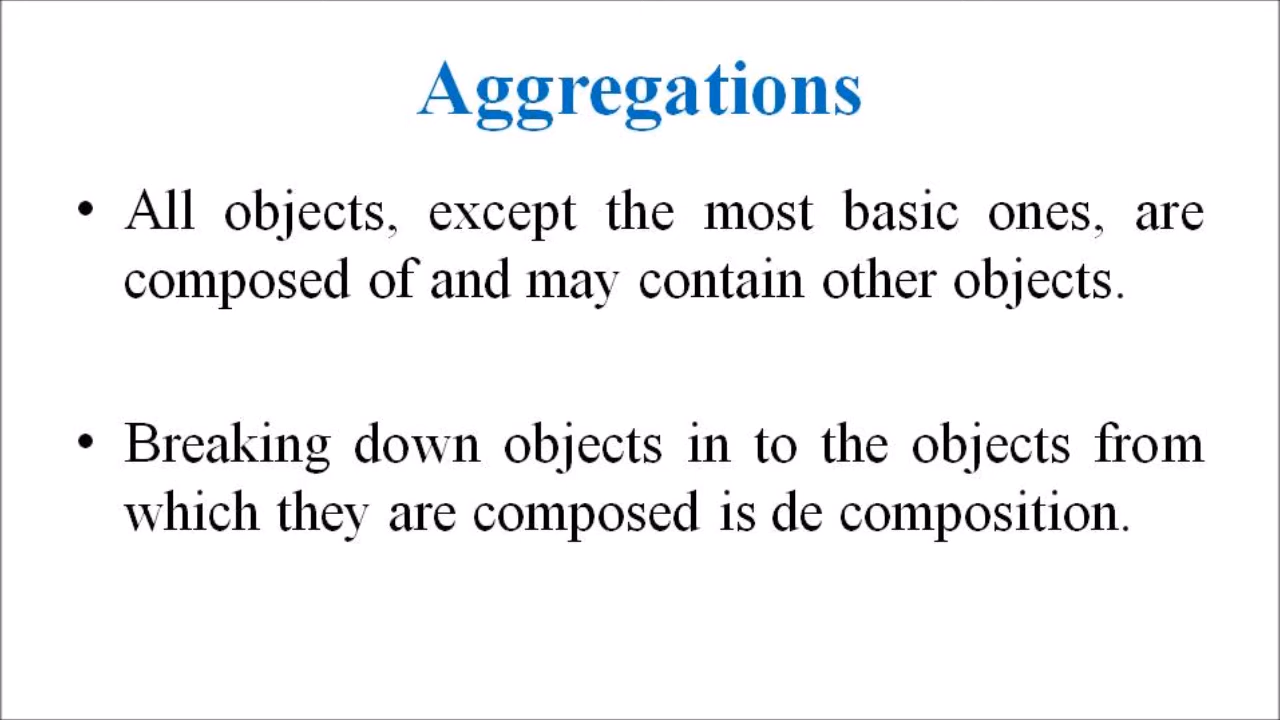 Aggregations
• All objects, except the most basic ones, are
composed of and may contain other objects.
• Breaking down objects in to the objects from
which they are composed is de composition.